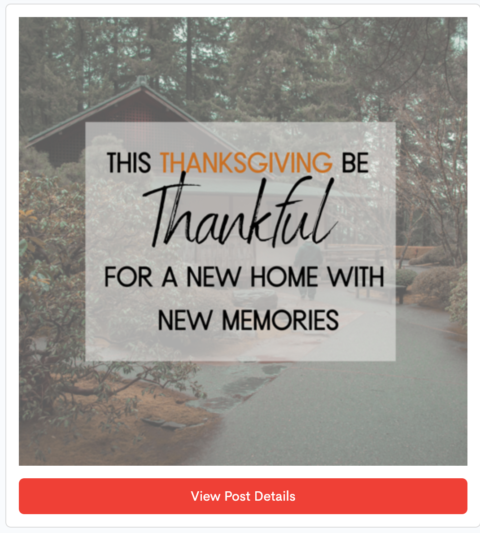 THIS THANKSGIVING BE
Thankful
FOR A NEW HOME WITH
NEW MEMORIES
View Post Details